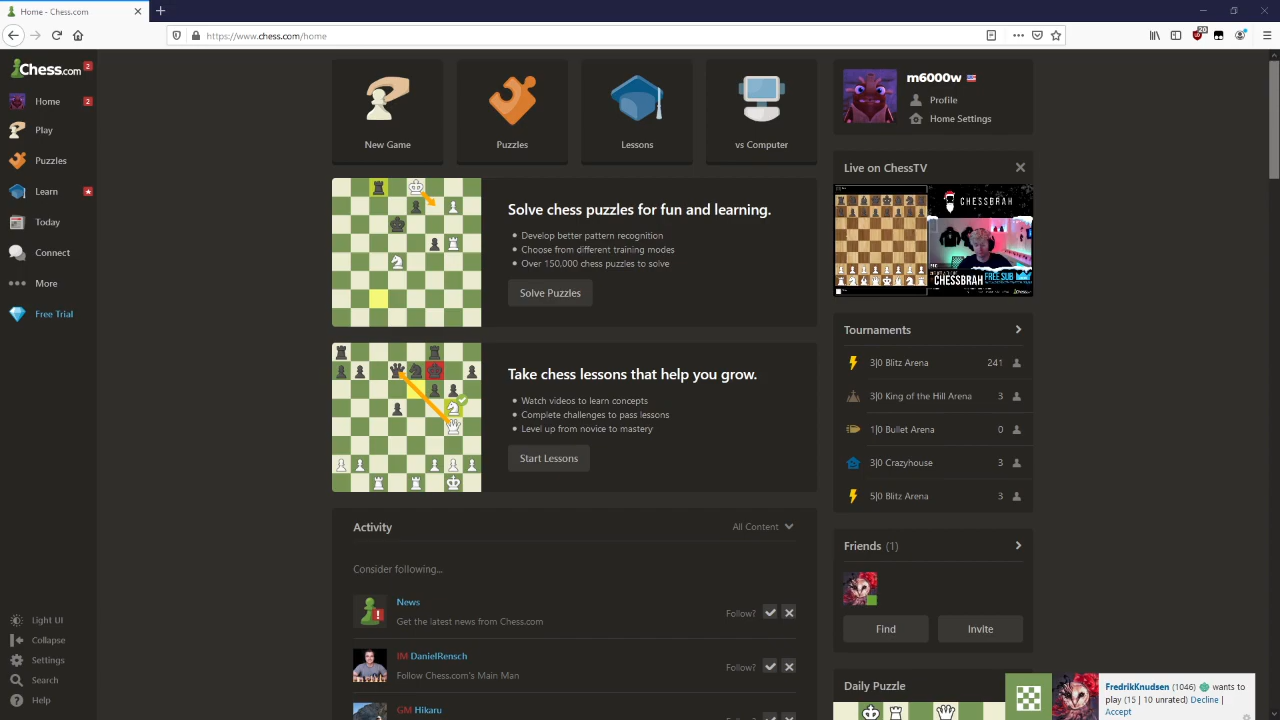 Home - Chess.com
https://www.chess.com/home
20
Chess.com 2
Home 2
Play
Puzzles
Learn
Today
Connect
More
Free Trial
Light UI
Collapse
Settings
Search
Help
New Game
Puzzles
Lessons
vs Computer
Solve chess puzzles for fun and learning.
Develop better pattern recognition
Choose from different training modes
Over 150,000 chess puzzles to solve
Solve Puzzles
Take chess lessons that help you grow.
Watch videos to learn concepts
Complete challenges to pass lessons
Level up from novice to mastery
Start Lessons
Activity
All Content
Consider following...
News
Get the latest news from Chess.com
Follow?
IM DanielRensch
Follow Chess.com's Main Man
Follow?
GM Hikaru
m6000w
Profile
Home Settings
Live on ChessTV
CHESSBRAH
CHESSBRAH
FREE SUB
Tournaments
3|0 Blitz Arena 241
3|0 King of the Hill Arena 3
1|0 Bullet Arena 0
3|0 Crazyhouse 3
5|0 Blitz Arena 3
Friends (1)
Find
Invite
Daily Puzzle
FredrikKnudsen (1046) wants to
play (15 | 10 unrated) Decline |
Accept